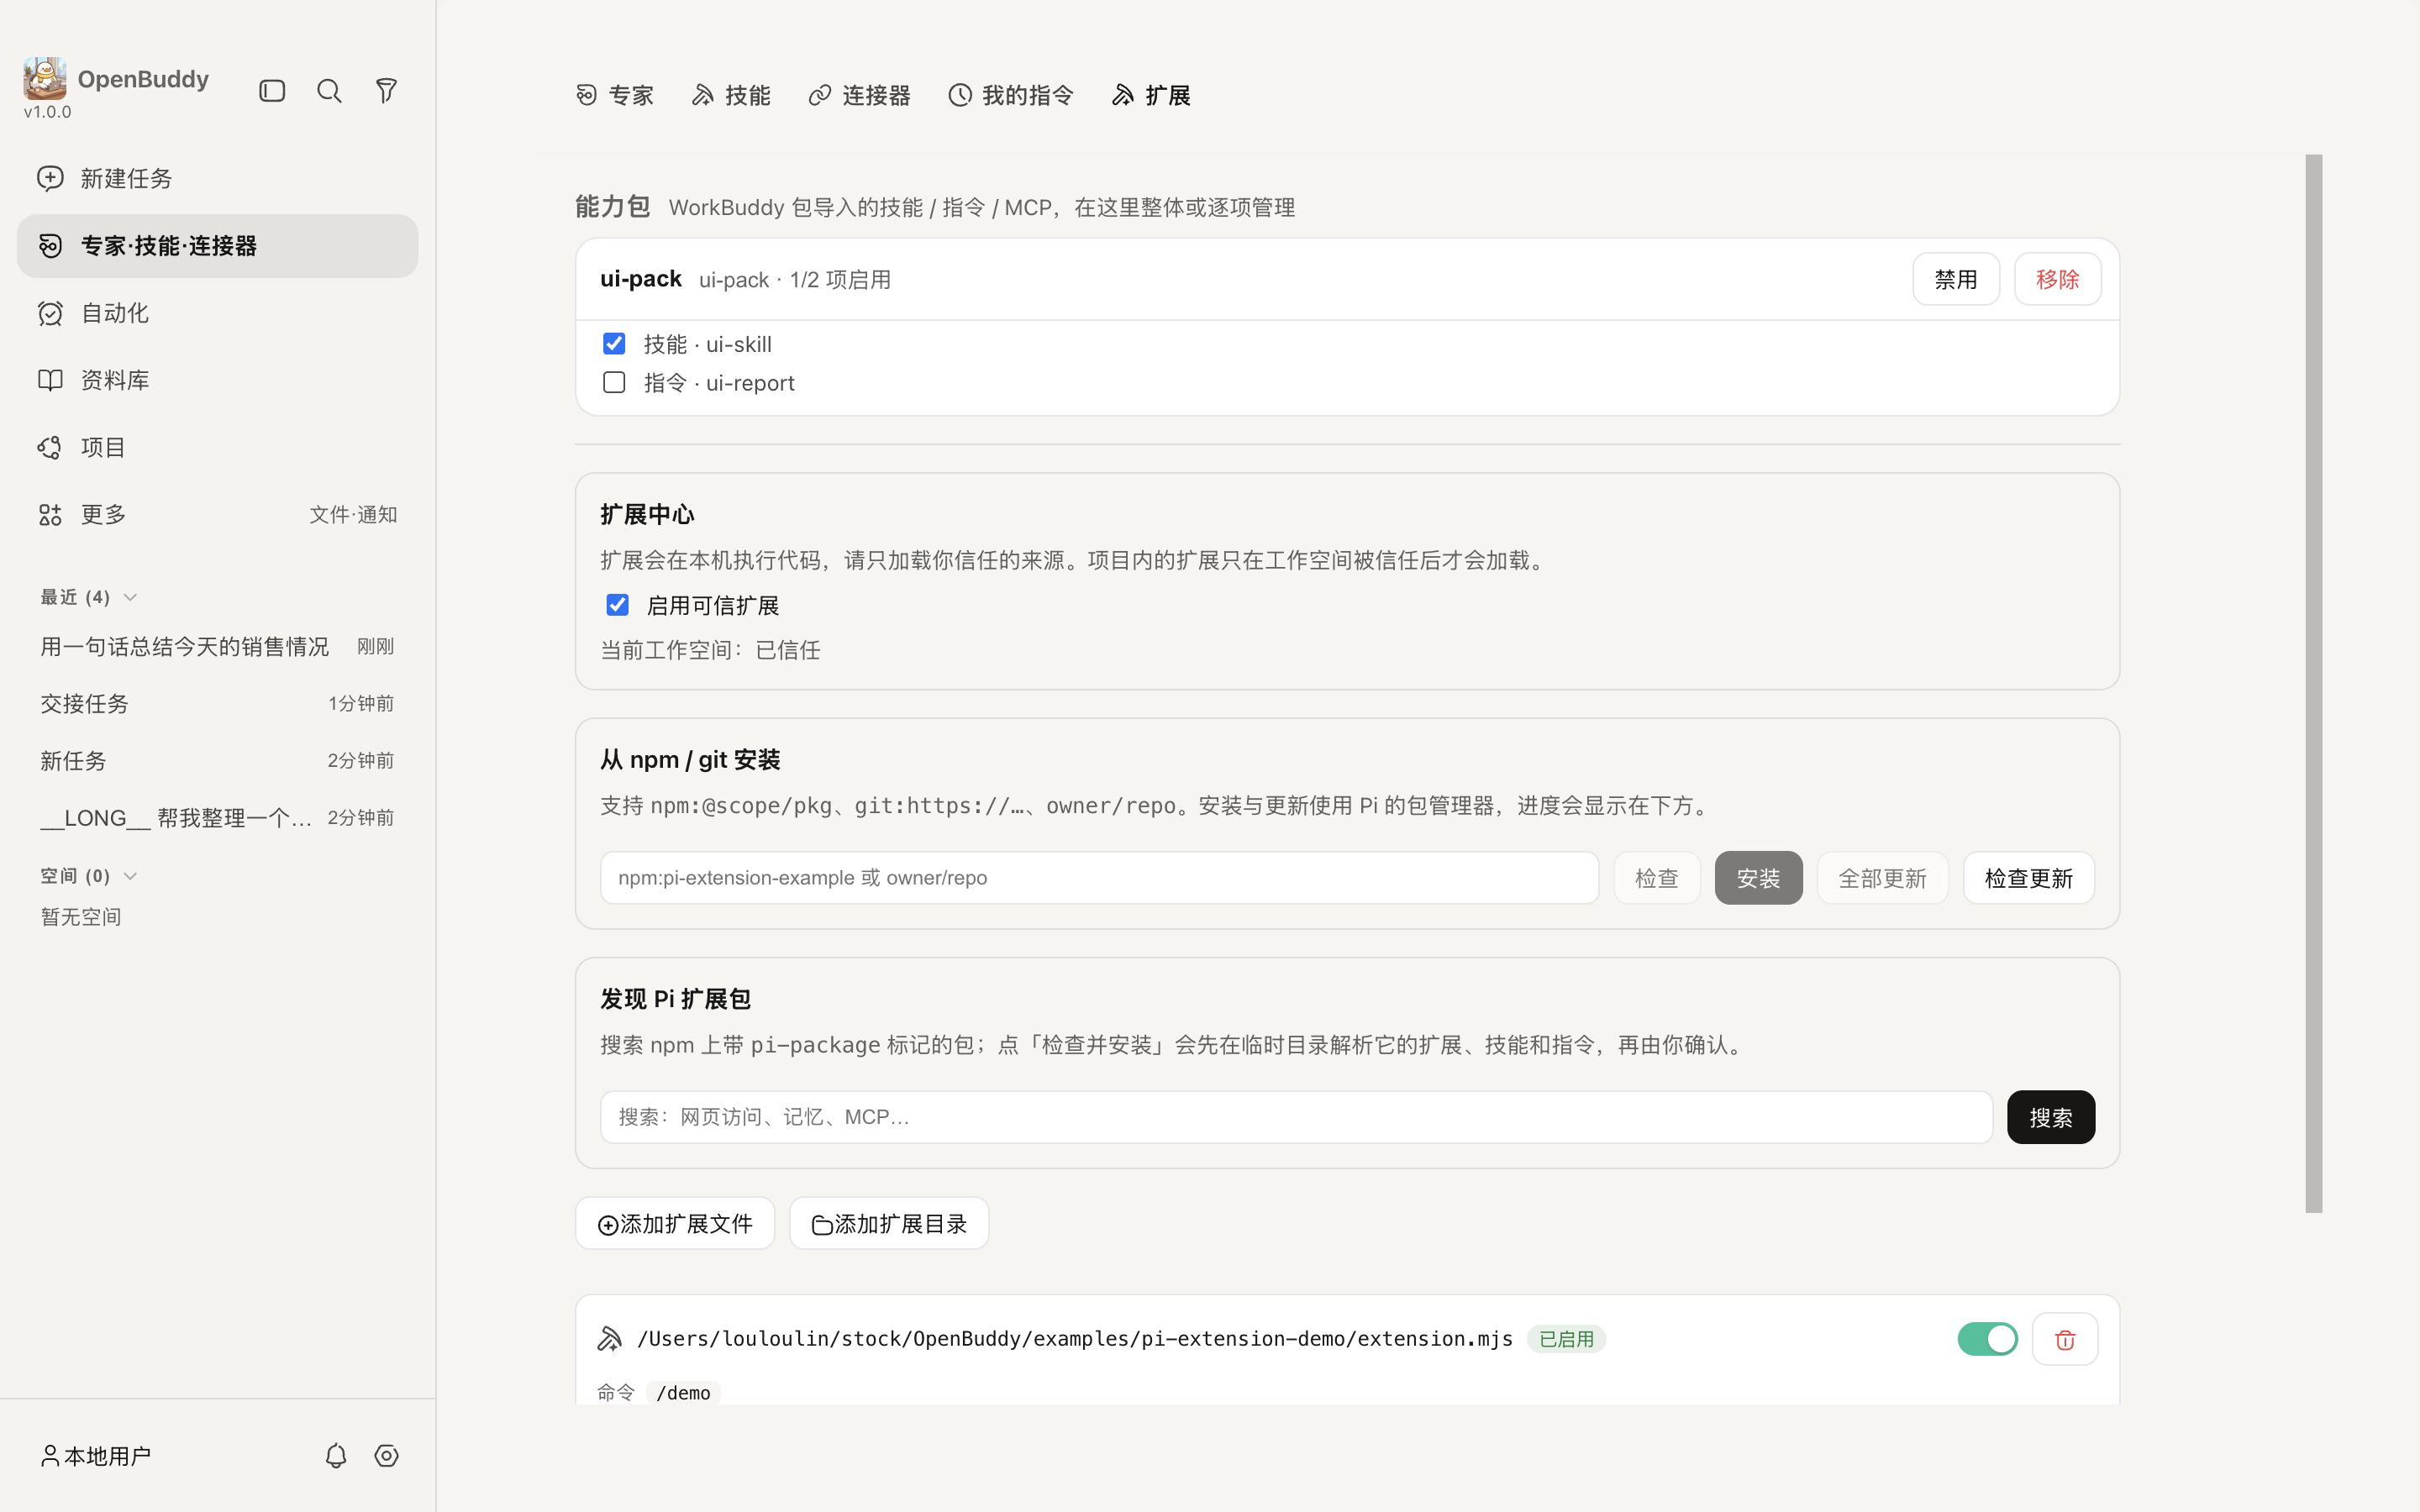 OpenBuddy
v1.0.0
新建任务
专家·技能·连接器
自动化
资料库
项目
更多 文件·通知
最近 (4)
用一句话总结今天的销售情况 刚刚
交接任务 1分钟前
新任务 2分钟前
__LONG__ 帮我整理一个… 2分钟前
空间 (0)
暂无空间
本地用户
专家 技能 连接器 我的指令 扩展
能力包 WorkBuddy 包导入的技能 / 指令 / MCP，在这里整体或逐项管理
ui-pack ui-pack · 1/2 项启用 禁用 移除
技能 · ui-skill
指令 · ui-report
扩展中心
扩展会在本机执行代码，请只加载你信任的来源。项目内的扩展只在工作空间被信任后才会加载。
启用可信扩展
当前工作空间：已信任
从 npm / git 安装
支持 npm:@scope/pkg、git:https://…、owner/repo。安装与更新使用 Pi 的包管理器，进度会显示在下方。
npm:pi-extension-example 或 owner/repo 检查 安装 全部更新 检查更新
发现 Pi 扩展包
搜索 npm 上带 pi-package 标记的包；点「检查并安装」会先在临时目录解析它的扩展、技能和指令，再由你确认。
搜索：网页访问、记忆、MCP… 搜索
添加扩展文件 添加扩展目录
/Users/louloulin/stock/OpenBuddy/examples/pi-extension-demo/extension.mjs 已启用
命令 /demo